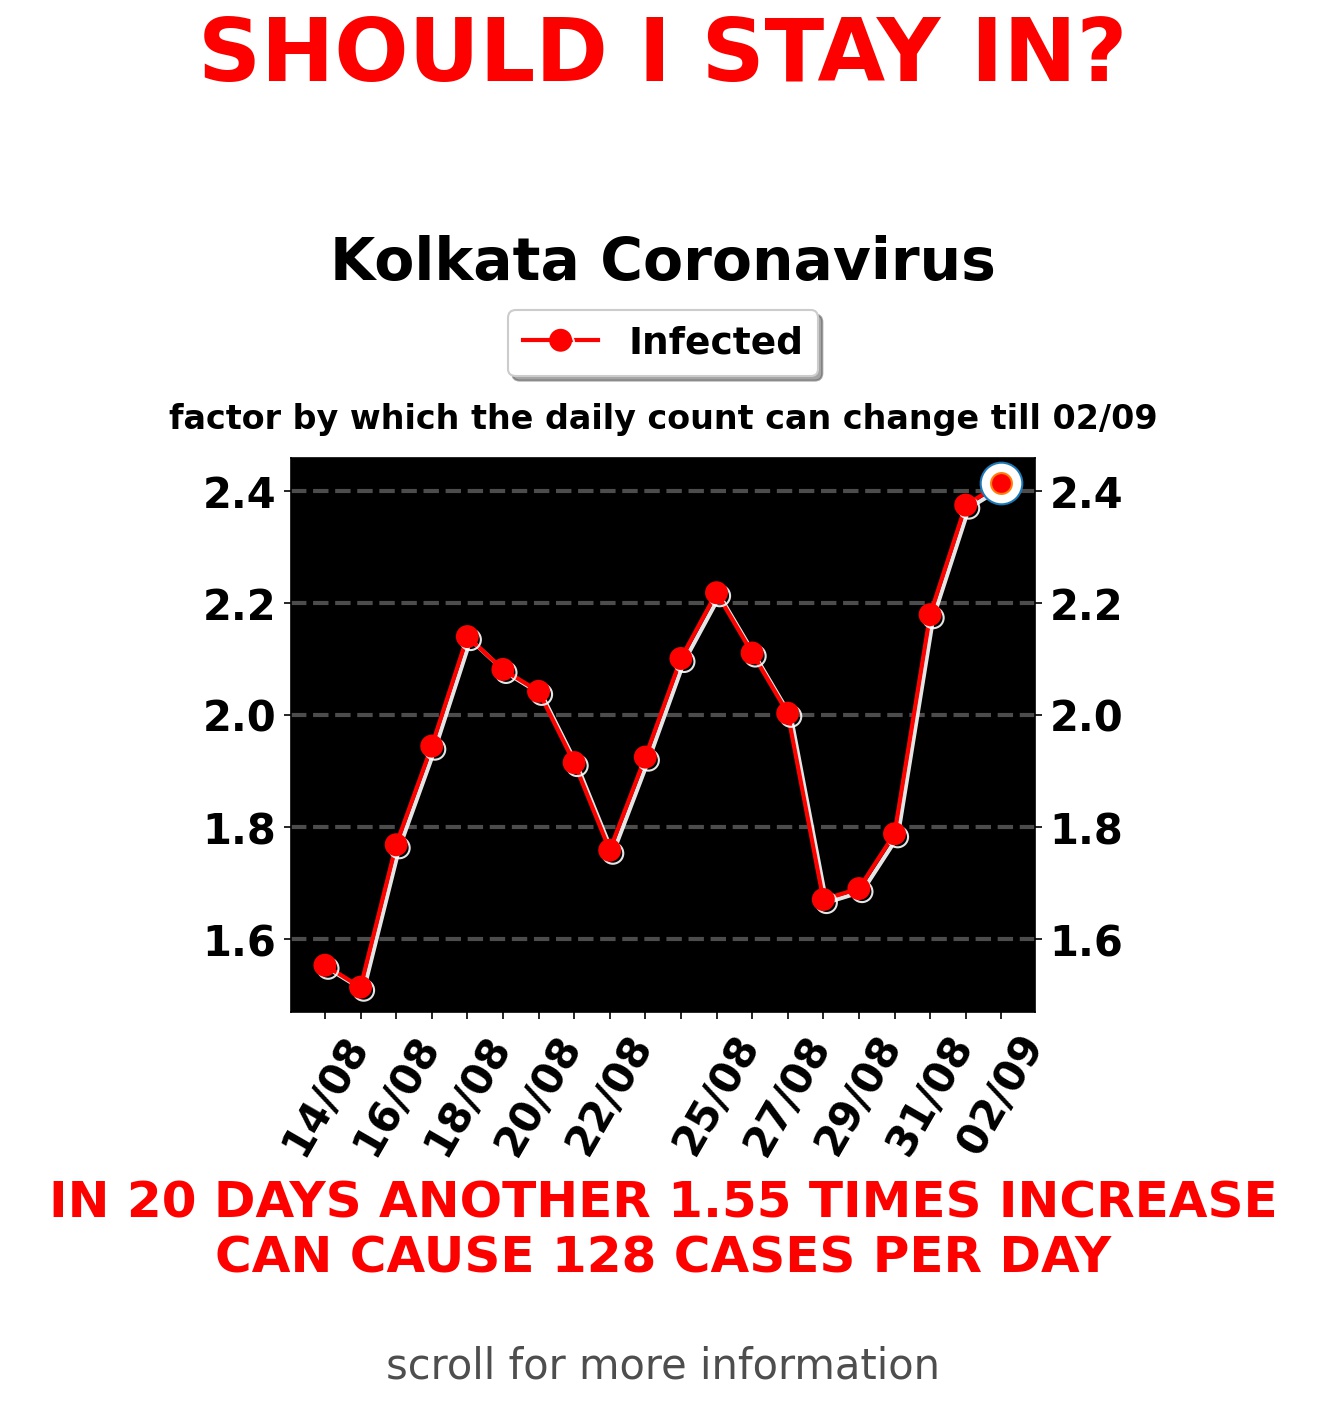 SHOULD I STAY IN?
Kolkata Coronavirus
Infected
factor by which the daily count can change till 02/09
2.4 2.4
2.2 2.2
2.0 2.0
1.8 1.8
1.6 1.6
14/08 16/08 18/08 20/08 22/08 25/08 27/08 29/08 31/08 02/09
IN 20 DAYS ANOTHER 1.55 TIMES INCREASE
CAN CAUSE 128 CASES PER DAY
scroll for more information